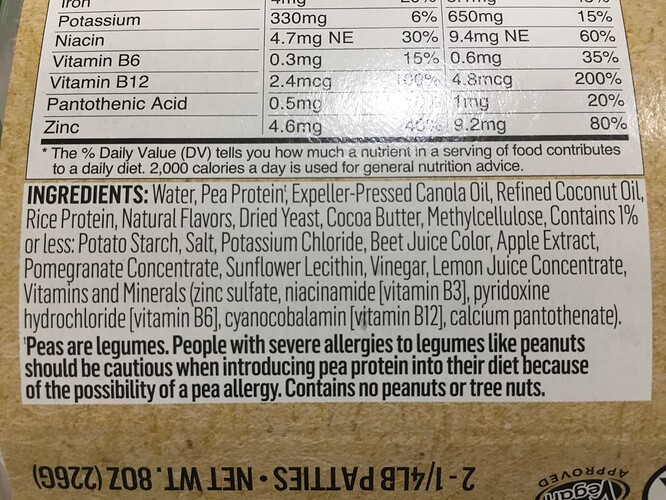 Iron 4mg
Potassium 330mg 6% 650mg 15%
Niacin 4.7mg NE 30% 9.4mg NE 60%
Vitamin B6 0.3mg 15% 0.6mg 35%
Vitamin B12 2.4mcg 100% 4.8mcg 200%
Pantothenic Acid 0.5mg 1mg 20%
Zinc 4.6mg 40% 9.2mg 80%
* The % Daily Value (DV) tells you how much a nutrient in a serving of food contributes
to a daily diet. 2,000 calories a day is used for general nutrition advice.
INGREDIENTS: Water, Pea Protein¹, Expeller-Pressed Canola Oil, Refined Coconut Oil,
Rice Protein, Natural Flavors, Dried Yeast, Cocoa Butter, Methylcellulose, Contains 1%
or less: Potato Starch, Salt, Potassium Chloride, Beet Juice Color, Apple Extract,
Pomegranate Concentrate, Sunflower Lecithin, Vinegar, Lemon Juice Concentrate,
Vitamins and Minerals (zinc sulfate, niacinamide [vitamin B3], pyridoxine
hydrochloride [vitamin B6], cyanocobalamin [vitamin B12], calcium pantothenate).
¹Peas are legumes. People with severe allergies to legumes like peanuts
should be cautious when introducing pea protein into their diet because
of the possibility of a pea allergy. Contains no peanuts or tree nuts.
2-1/4LB PATTIES • NET WT. 8OZ (226G)
Vegan
APPROVED